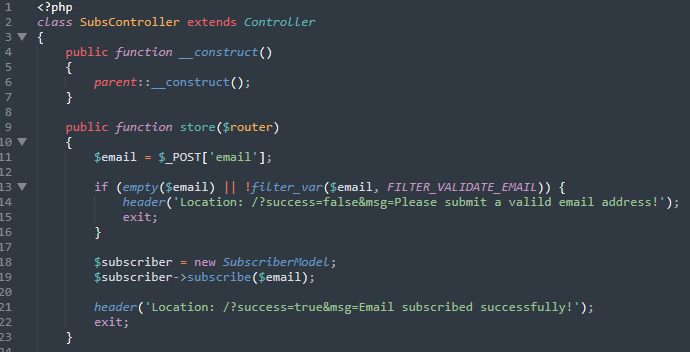 1 <?php
2 class SubsController extends Controller
3 {
4 public function __construct()
5 {
6 parent::__construct();
7 }
8
9 public function store($router)
10 {
11 $email = $_POST['email'];
12
13 if (empty($email) || !filter_var($email, FILTER_VALIDATE_EMAIL)) {
14 header('Location: /?success=false&msg=Please submit a valild email address!');
15 exit;
16 }
17
18 $subscriber = new SubscriberModel;
19 $subscriber->subscribe($email);
20
21 header('Location: /?success=true&msg=Email subscribed successfully!');
22 exit;
23 }
24